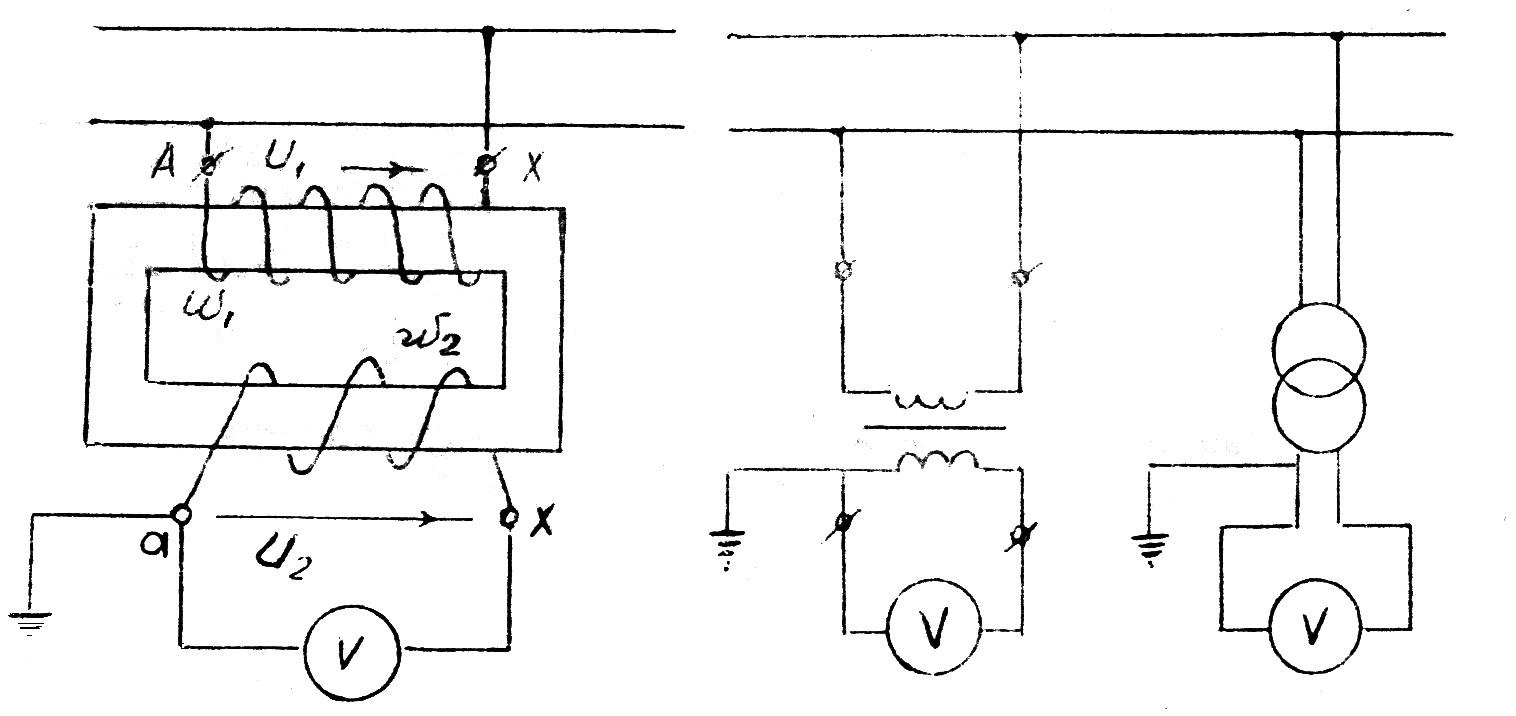 A U₁ X
W₁
W₂
a U₂ X
V V V